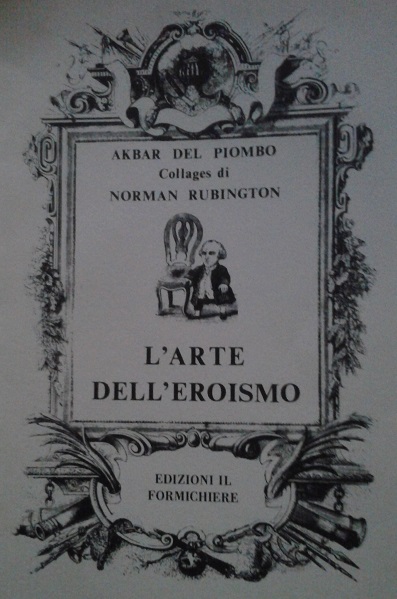 AKBAR DEL PIOMBO
Collages di
NORMAN RUBINGTON
L'ARTE
DELL'EROISMO
EDIZIONI IL
FORMICHIERE